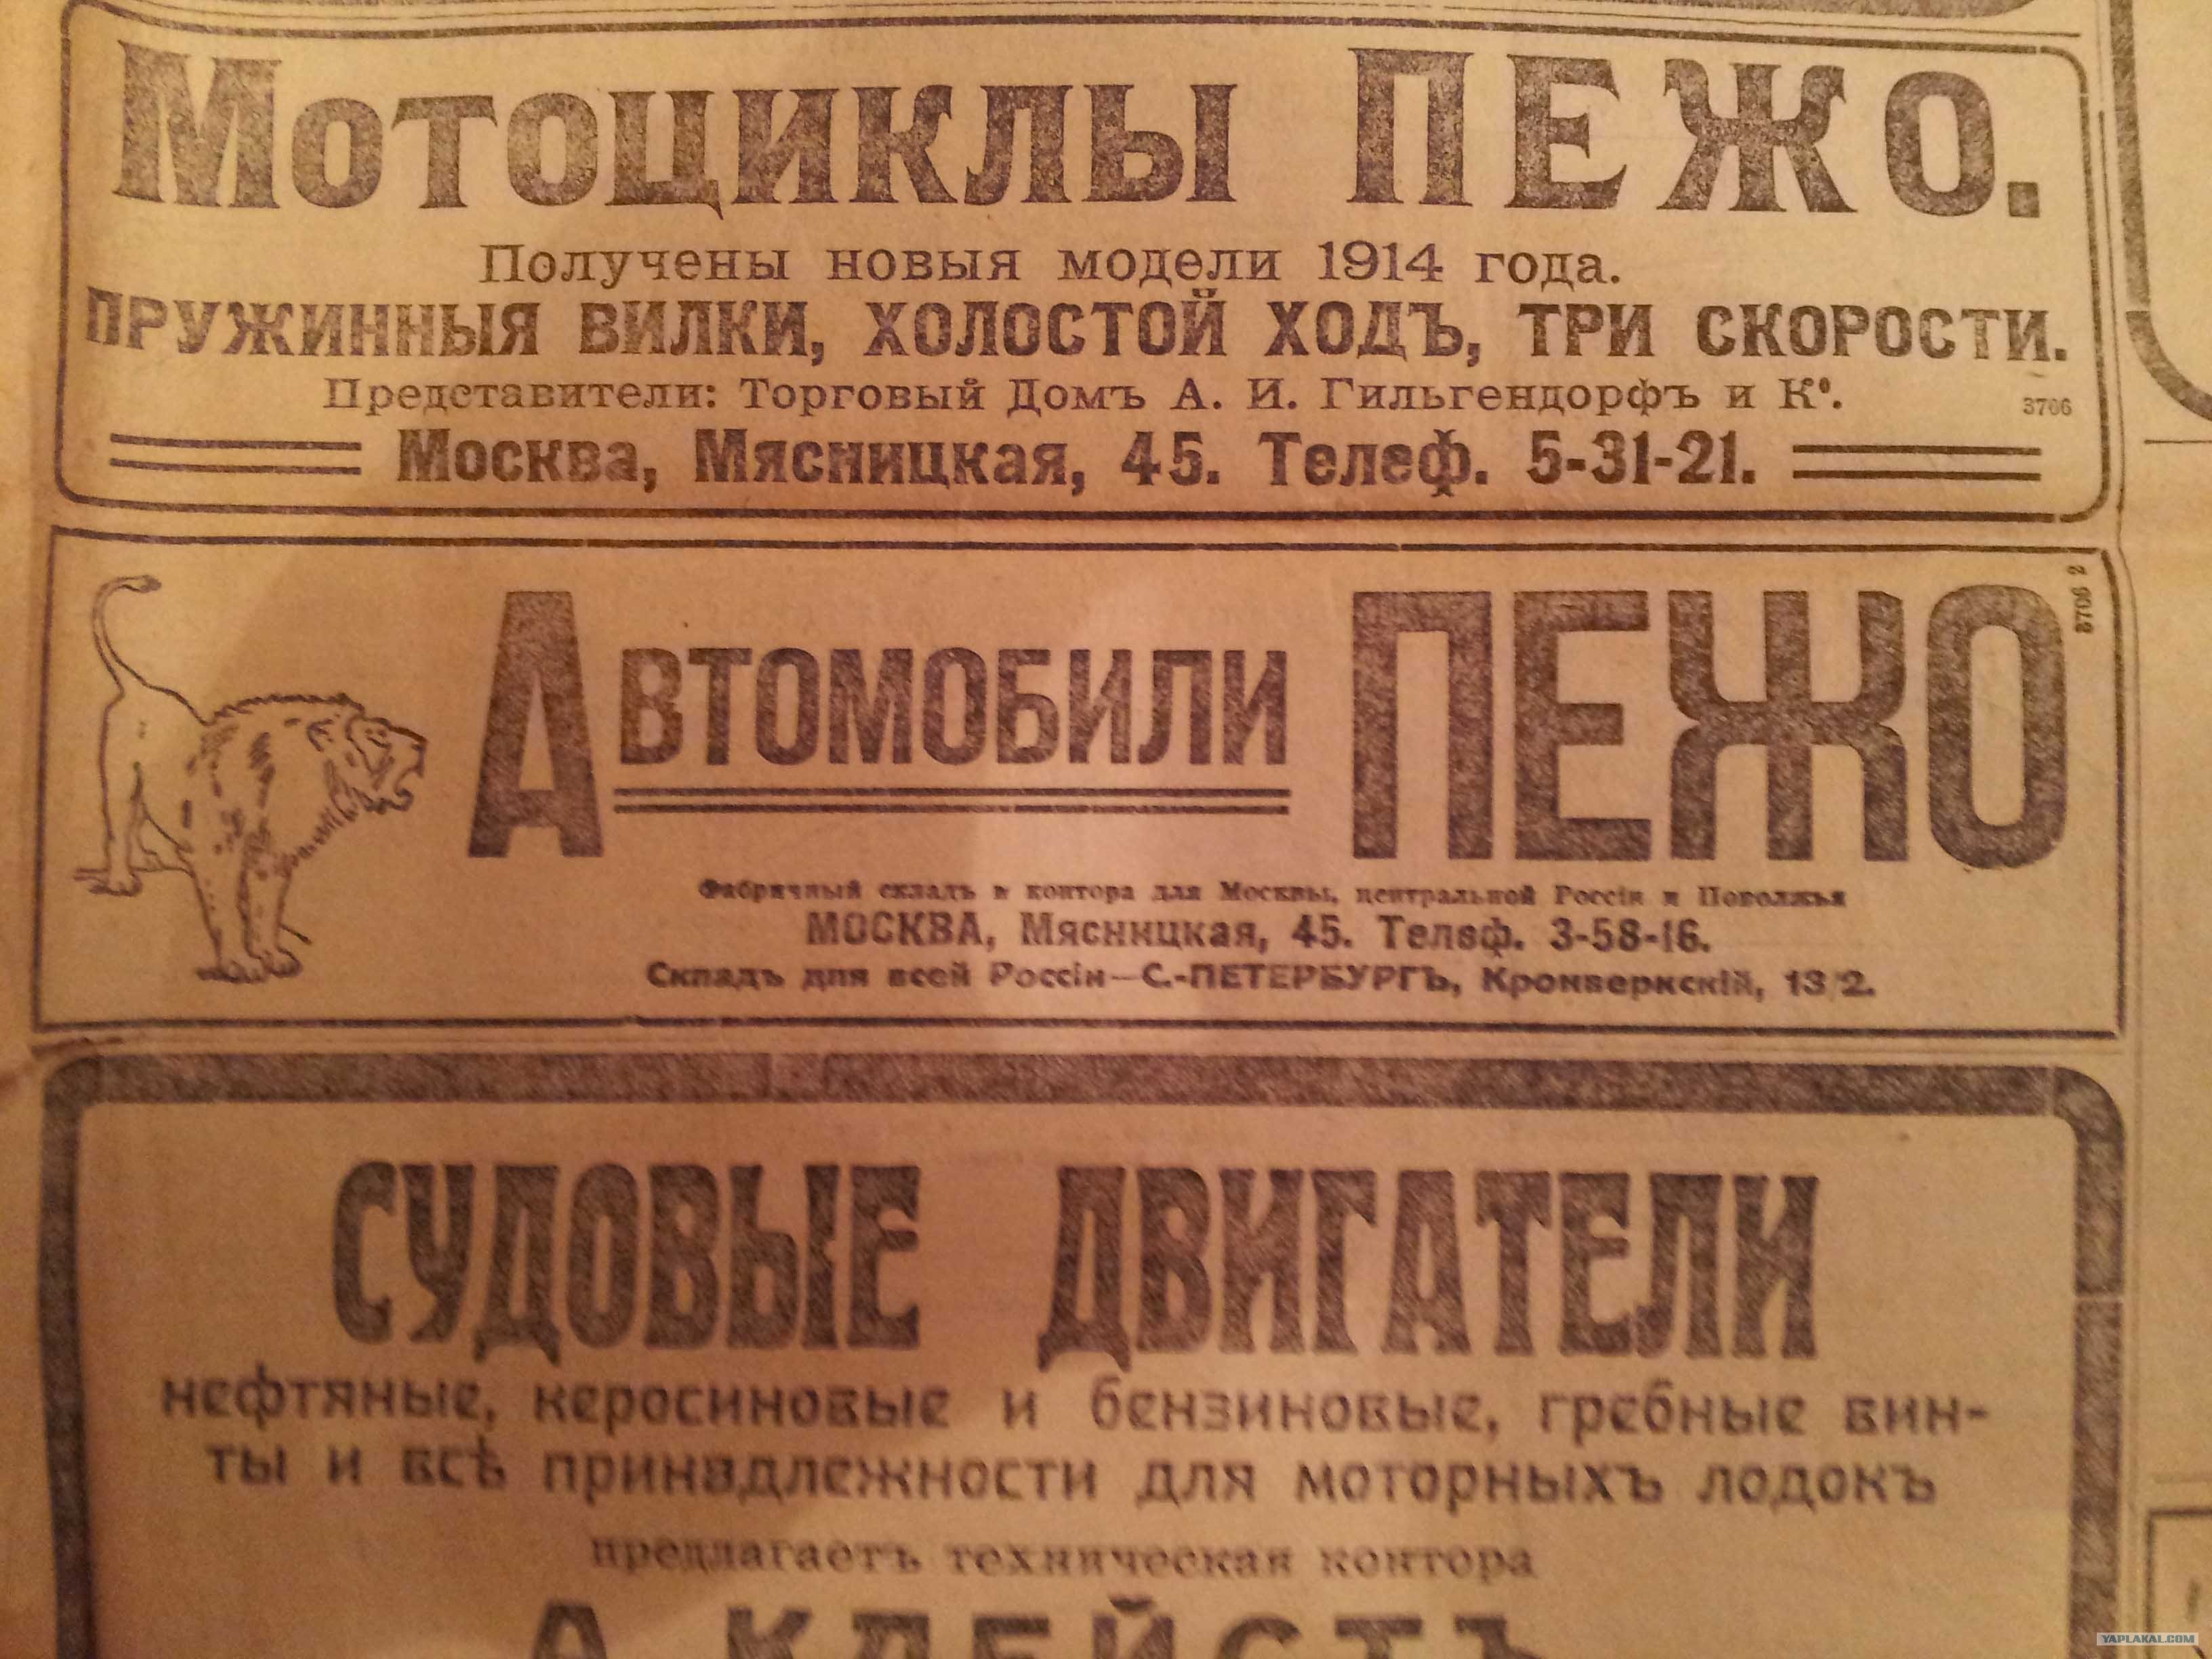 Мотоциклы ПЕЖО.
Получены новыя модели 1914 года.
ПРУЖИННЫЯ ВИЛКИ, ХОЛОСТОЙ ХОДЪ, ТРИ СКОРОСТИ.
Представители: Торговый Домъ А. И. Гильгендорфъ и Кº.
3706
Москва, Мясницкая, 45. Телеф. 5-31-21.
Автомобили ПЕЖО
3706 2
Фабричный складъ и контора для Москвы, центральной Россіи и Поволжья
МОСКВА, Мясницкая, 45. Телеф. 3-58-16.
Складъ для всей Россіи—С.-ПЕТЕРБУРГЪ, Кронверкскій, 13/2.
СУДОВЫЕ ДВИГАТЕЛИ
нефтяные, керосиновые и бензиновые, гребные вин-
ты и всѣ принадлежности для моторныхъ лодокъ
предлагаетъ техническая контора
А КЛЕЙСТЪ
YAPLAKAL.COM